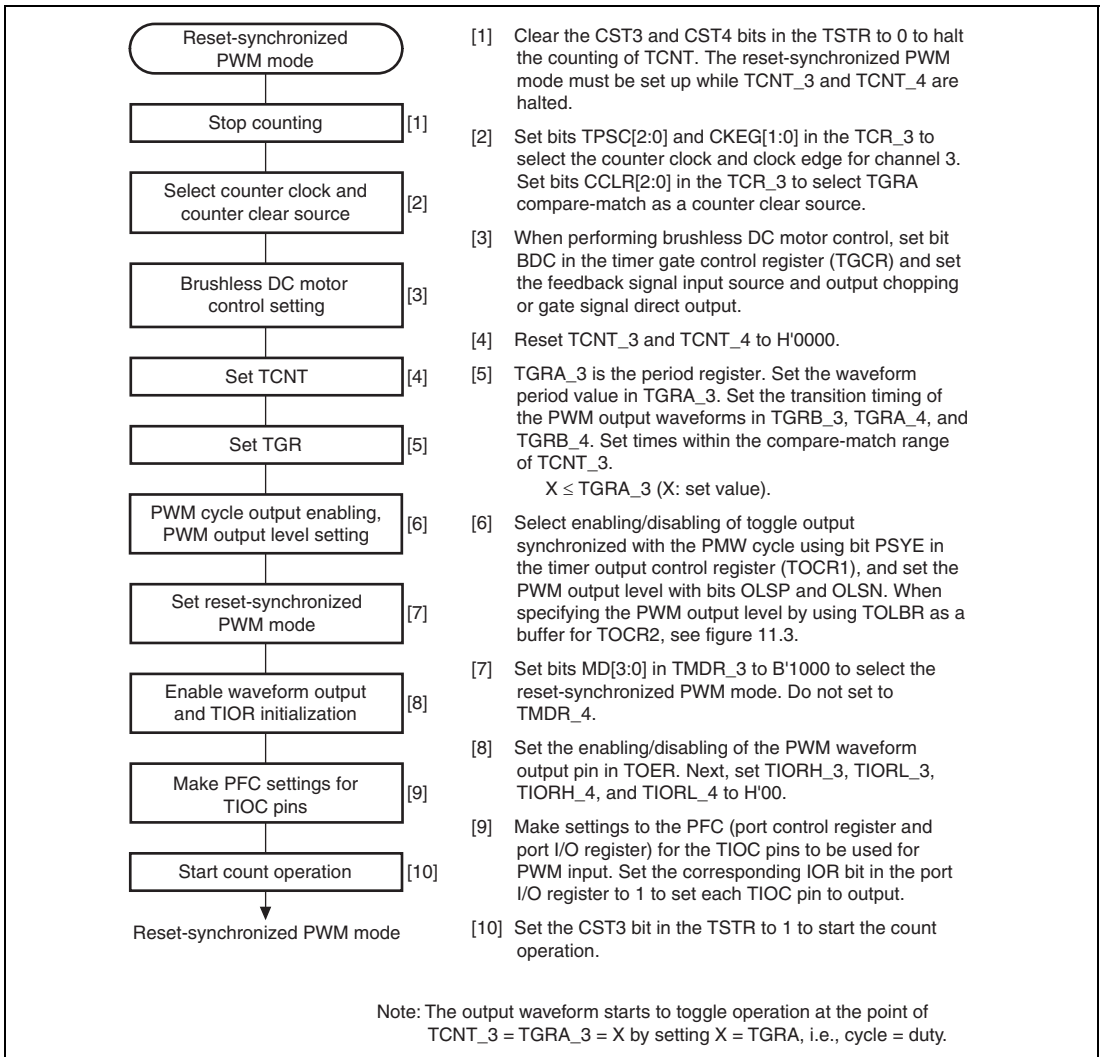 Reset-synchronized
PWM mode
Stop counting
[1]
Select counter clock and
counter clear source
[2]
Brushless DC motor
control setting
[3]
Set TCNT
[4]
Set TGR
[5]
PWM cycle output enabling,
PWM output level setting
[6]
Set reset-synchronized
PWM mode
[7]
Enable waveform output
and TIOR initialization
[8]
Make PFC settings for
TIOC pins
[9]
Start count operation
[10]
Reset-synchronized PWM mode
[1] Clear the CST3 and CST4 bits in the TSTR to 0 to halt
the counting of TCNT. The reset-synchronized PWM
mode must be set up while TCNT_3 and TCNT_4 are
halted.
[2] Set bits TPSC[2:0] and CKEG[1:0] in the TCR_3 to
select the counter clock and clock edge for channel 3.
Set bits CCLR[2:0] in the TCR_3 to select TGRA
compare-match as a counter clear source.
[3] When performing brushless DC motor control, set bit
BDC in the timer gate control register (TGCR) and set
the feedback signal input source and output chopping
or gate signal direct output.
[4] Reset TCNT_3 and TCNT_4 to H'0000.
[5] TGRA_3 is the period register. Set the waveform
period value in TGRA_3. Set the transition timing of
the PWM output waveforms in TGRB_3, TGRA_4, and
TGRB_4. Set times within the compare-match range
of TCNT_3.
X ≤ TGRA_3 (X: set value).
[6] Select enabling/disabling of toggle output
synchronized with the PMW cycle using bit PSYE in
the timer output control register (TOCR1), and set the
PWM output level with bits OLSP and OLSN. When
specifying the PWM output level by using TOLBR as a
buffer for TOCR2, see figure 11.3.
[7] Set bits MD[3:0] in TMDR_3 to B'1000 to select the
reset-synchronized PWM mode. Do not set to
TMDR_4.
[8] Set the enabling/disabling of the PWM waveform
output pin in TOER. Next, set TIORH_3, TIORL_3,
TIORH_4, and TIORL_4 to H'00.
[9] Make settings to the PFC (port control register and
port I/O register) for the TIOC pins to be used for
PWM input. Set the corresponding IOR bit in the port
I/O register to 1 to set each TIOC pin to output.
[10] Set the CST3 bit in the TSTR to 1 to start the count
operation.
Note: The output waveform starts to toggle operation at the point of
TCNT_3 = TGRA_3 = X by setting X = TGRA, i.e., cycle = duty.